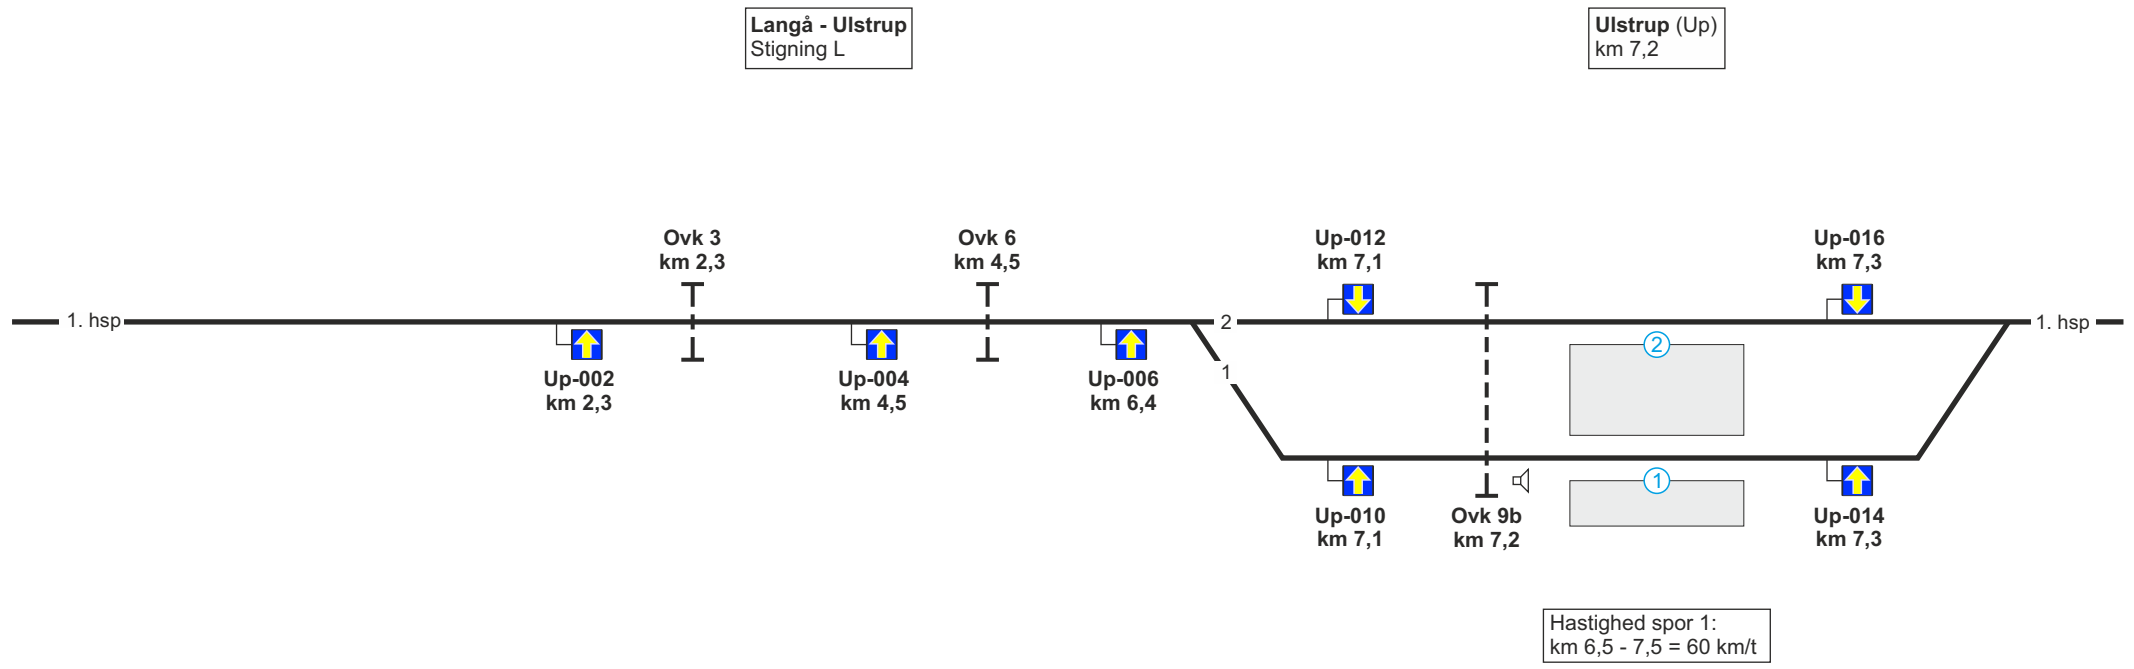 Langå - Ulstrup
Stigning L
Ulstrup (Up)
km 7,2
Ovk 3
km 2,3
Ovk 6
km 4,5
Up-012
km 7,1
Up-016
km 7,3
1. hsp
2
1. hsp
Up-002
km 2,3
Up-004
km 4,5
Up-006
km 6,4
1
2
1
Up-010
km 7,1
Ovk 9b
km 7,2
Up-014
km 7,3
Hastighed spor 1:
km 6,5 - 7,5 = 60 km/t